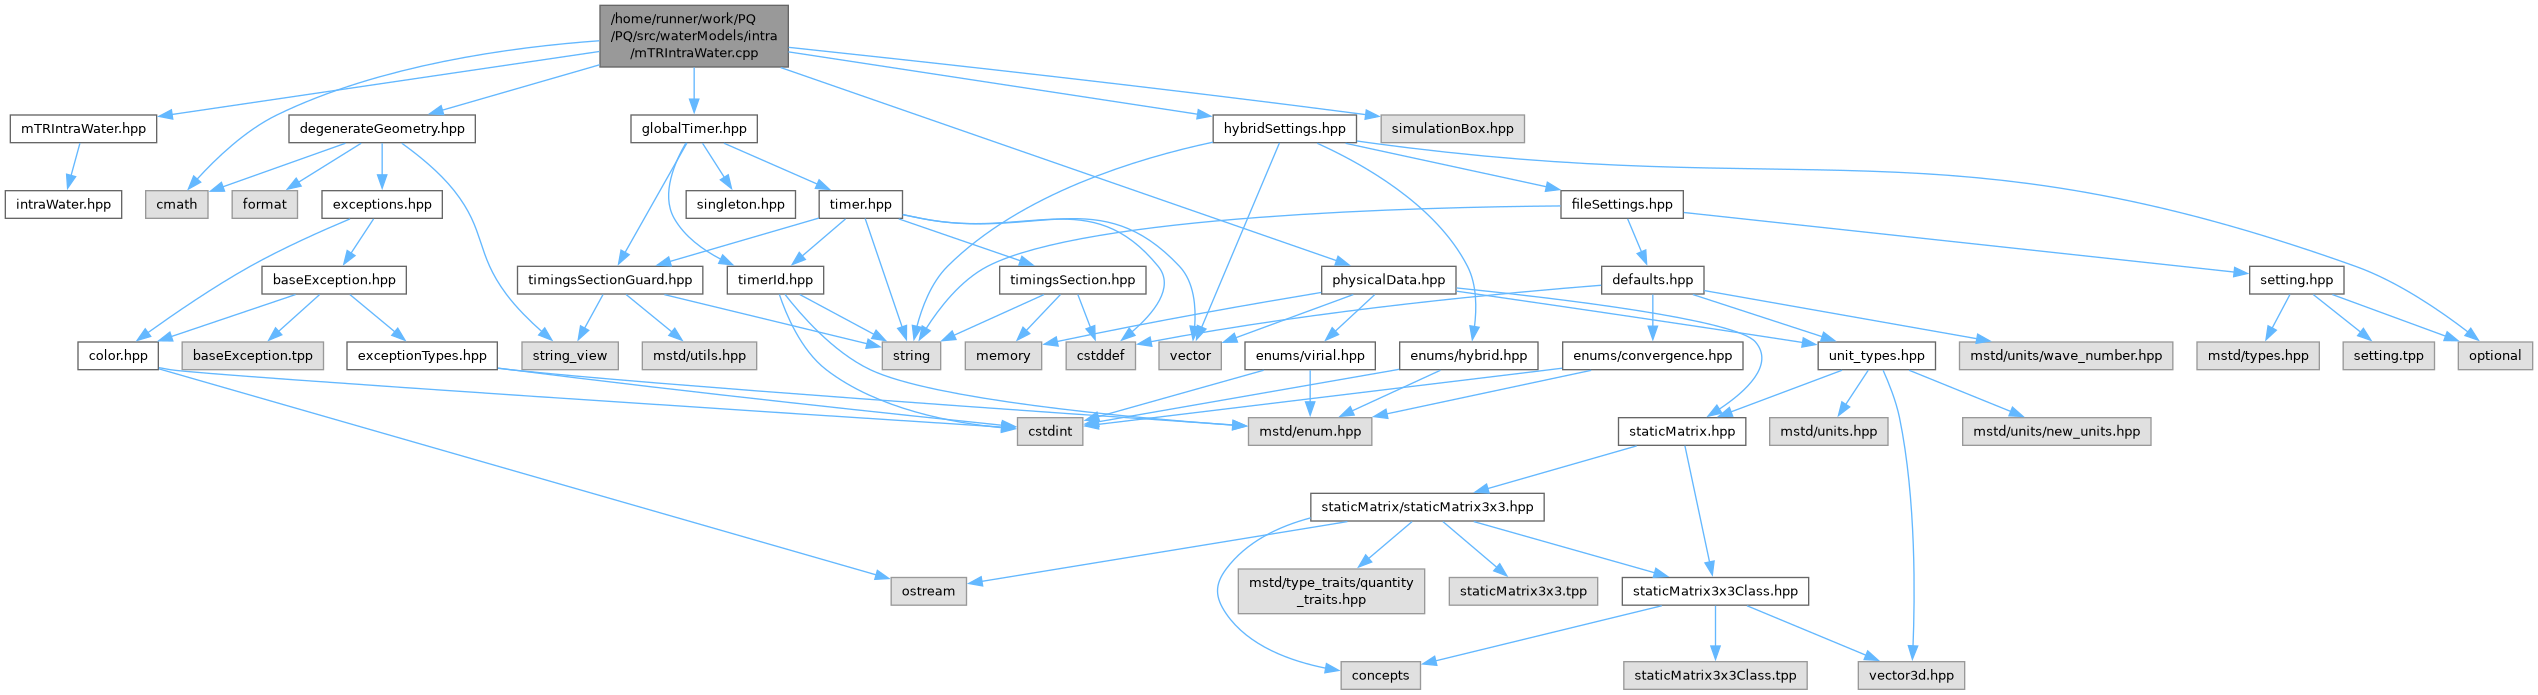 /home/runner/work/PQ
/PQ/src/waterModels/intra
/mTRIntraWater.cpp
mTRIntraWater.hpp
degenerateGeometry.hpp
globalTimer.hpp
hybridSettings.hpp
simulationBox.hpp
intraWater.hpp
cmath
format
exceptions.hpp
singleton.hpp
timer.hpp
fileSettings.hpp
baseException.hpp
timingsSectionGuard.hpp
timerId.hpp
timingsSection.hpp
physicalData.hpp
defaults.hpp
setting.hpp
color.hpp
baseException.tpp
exceptionTypes.hpp
string_view
mstd/utils.hpp
string
memory
cstddef
vector
enums/virial.hpp
enums/hybrid.hpp
enums/convergence.hpp
unit_types.hpp
mstd/units/wave_number.hpp
mstd/types.hpp
setting.tpp
optional
cstdint
mstd/enum.hpp
staticMatrix.hpp
mstd/units.hpp
mstd/units/new_units.hpp
staticMatrix/staticMatrix3x3.hpp
ostream
mstd/type_traits/quantity
_traits.hpp
staticMatrix3x3.tpp
staticMatrix3x3Class.hpp
concepts
staticMatrix3x3Class.tpp
vector3d.hpp